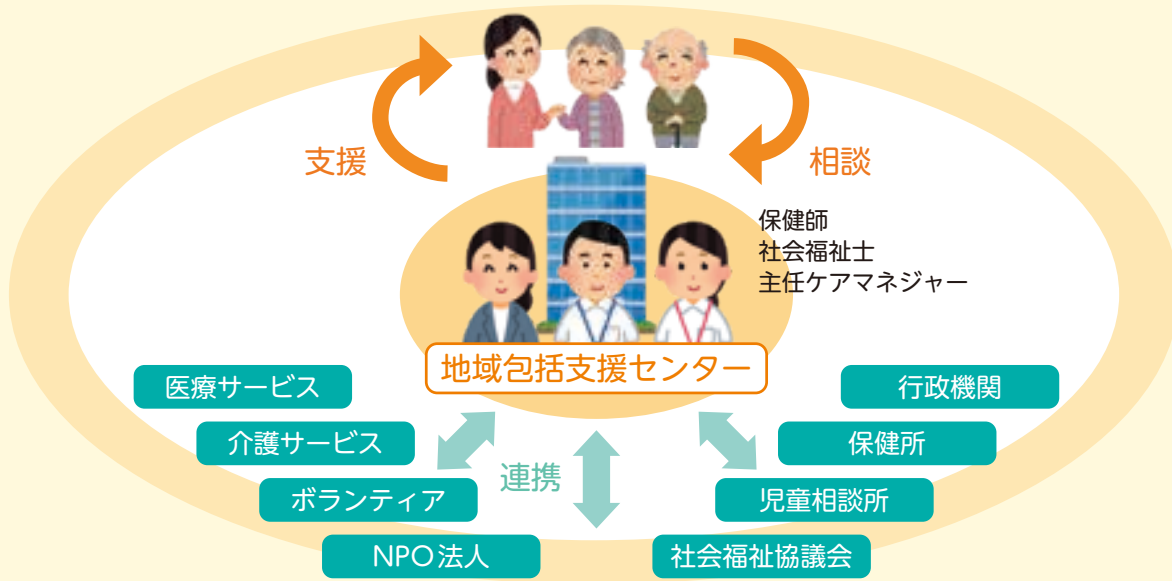 支援
相談
保健師
社会福祉士
主任ケアマネジャー
地域包括支援センター
医療サービス
介護サービス
ボランティア
NPO法人
連携
行政機関
保健所
児童相談所
社会福祉協議会